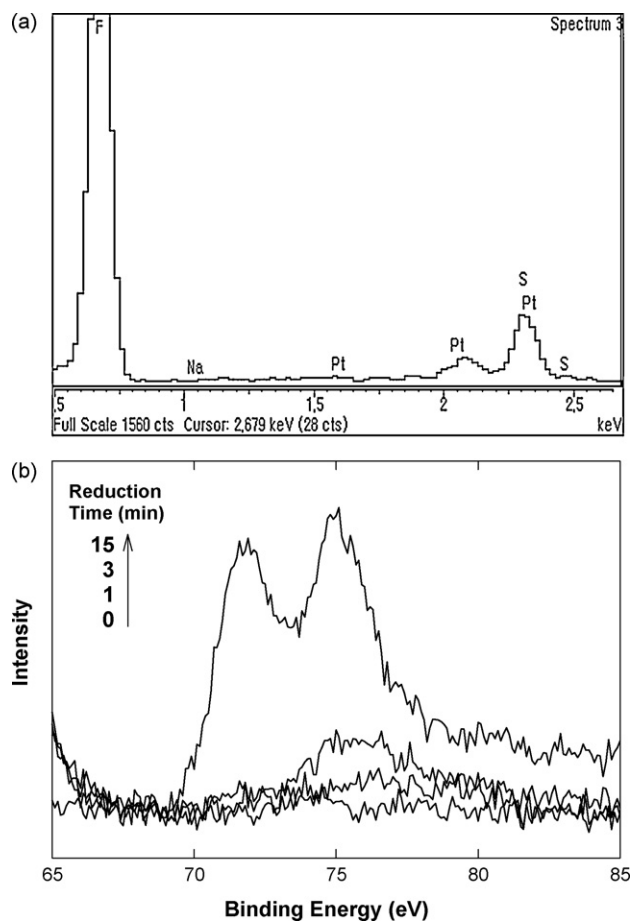 (a)
F
Spectrum 3
Na
Pt
Pt
S
Pt
S
,5 1 1,5 2 2,5
Full Scale 1560 cts Cursor: 2,679 keV (28 cts) keV
(b)
Reduction
Time (min)
15
3
1
0
Intensity
65 70 75 80 85
Binding Energy (eV)